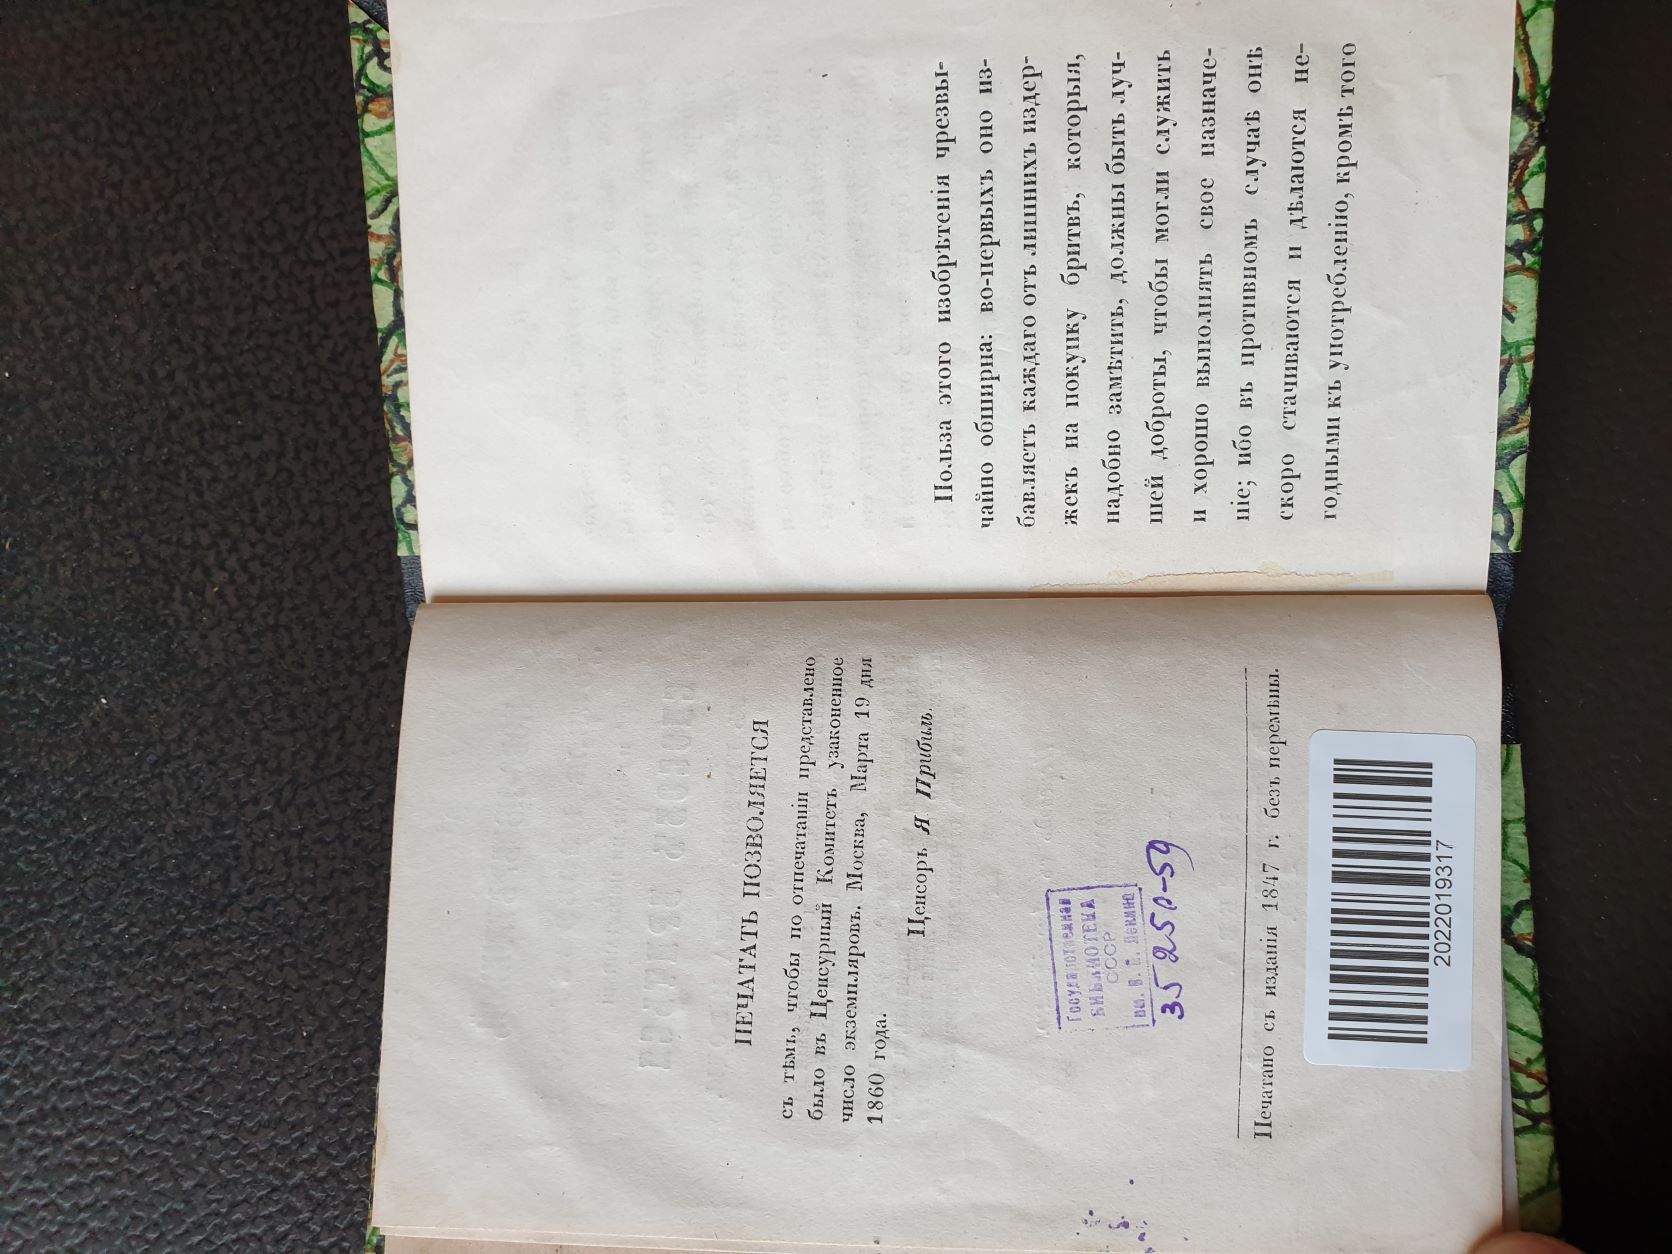 ПЕЧАТАТЬ ПОЗВОЛЯЕТСЯ
съ тѣмъ, чтобы по отпечатаніи представлено
было въ Ценсурный Комитетъ узаконенное
число экземпляровъ. Москва, Марта 19 дня
1860 года.
Ценсоръ Я Прибиль.
Государственная
БИБЛИОТЕКА
СССР
им. В. И. Ленина
35 250-59
Печатано съ изданія 1847 г. безъ перемѣны.
2022019317
Польза этого изобрѣтенія чрезвы-
чайно обширна: во-первыхъ оно из-
бавляетъ каждаго отъ лишнихъ издер-
жекъ на покупку бритвъ, которыя,
надобно замѣтить, должны быть луч-
шей доброты, чтобы могли служить
и хорошо выполнять свое назначе-
ніе; ибо въ противномъ случаѣ онѣ
скоро стачиваются и дѣлаются не-
годными къ употребленію, кромѣ того